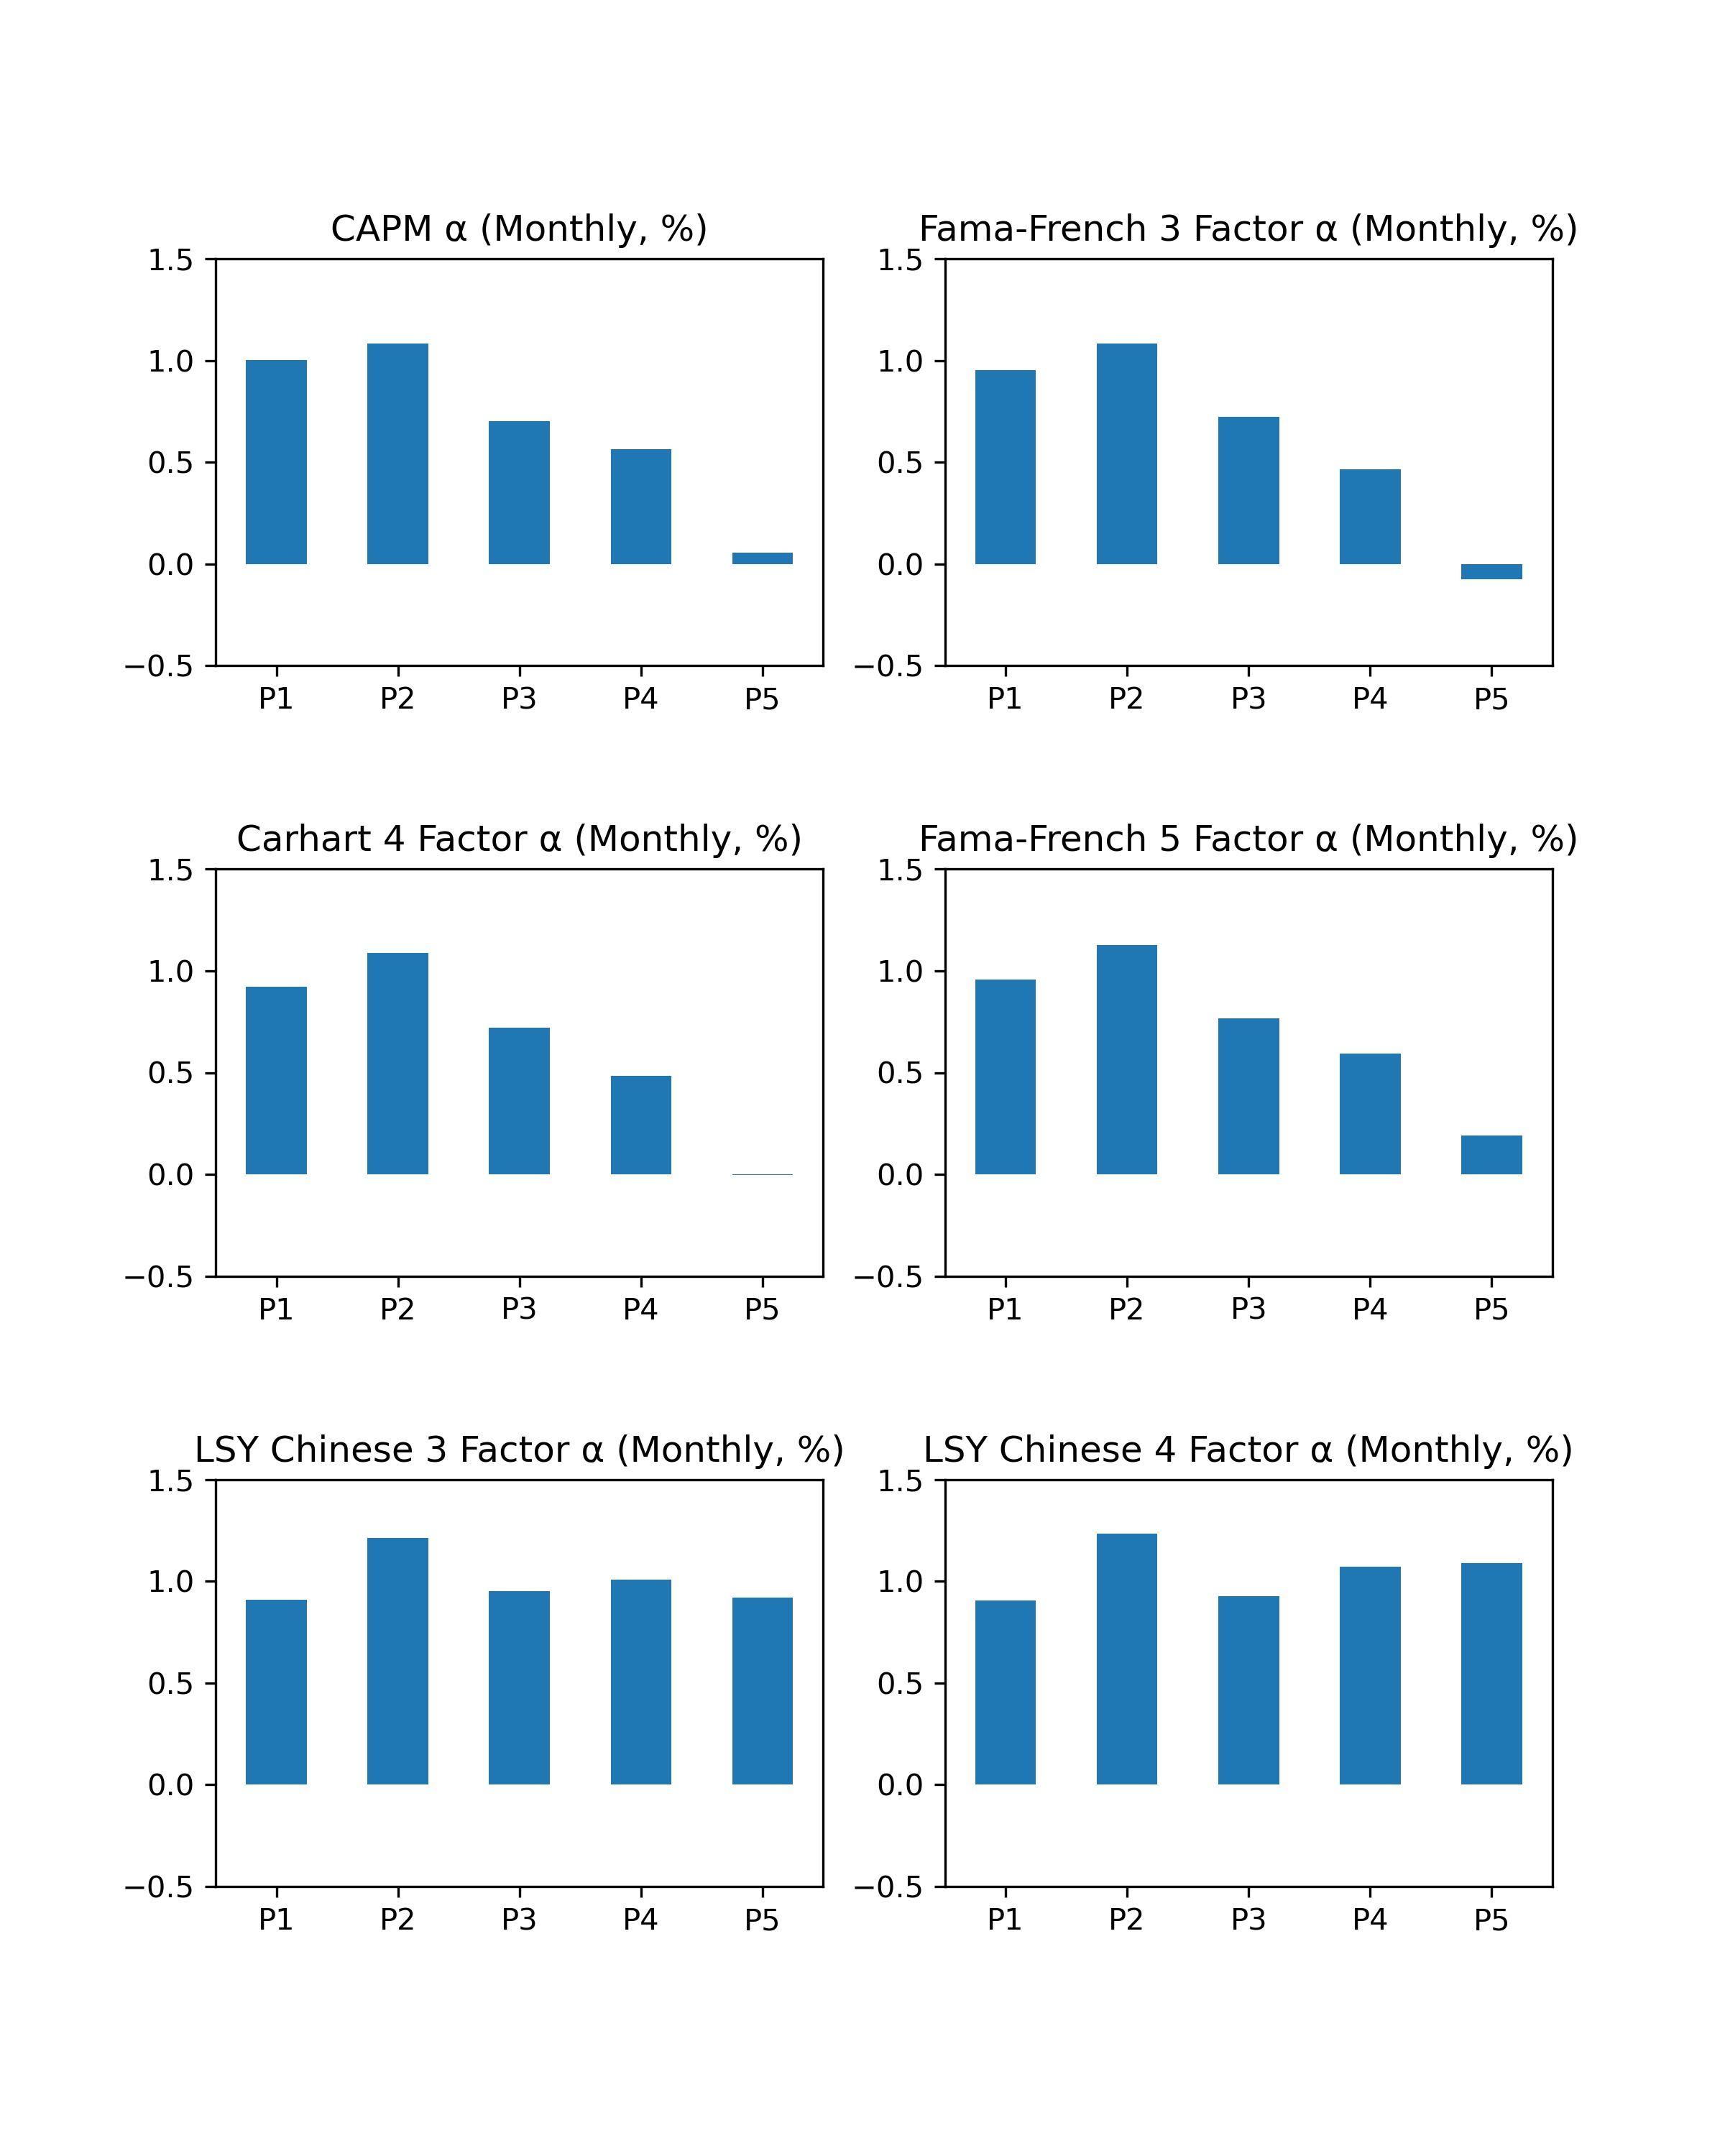 CAPM α (Monthly, %)
1.5
1.0
0.5
0.0
−0.5
P1 P2 P3 P4 P5
Fama-French 3 Factor α (Monthly, %)
1.5
1.0
0.5
0.0
−0.5
P1 P2 P3 P4 P5
Carhart 4 Factor α (Monthly, %)
1.5
1.0
0.5
0.0
−0.5
P1 P2 P3 P4 P5
Fama-French 5 Factor α (Monthly, %)
1.5
1.0
0.5
0.0
−0.5
P1 P2 P3 P4 P5
LSY Chinese 3 Factor α (Monthly, %)
1.5
1.0
0.5
0.0
−0.5
P1 P2 P3 P4 P5
LSY Chinese 4 Factor α (Monthly, %)
1.5
1.0
0.5
0.0
−0.5
P1 P2 P3 P4 P5